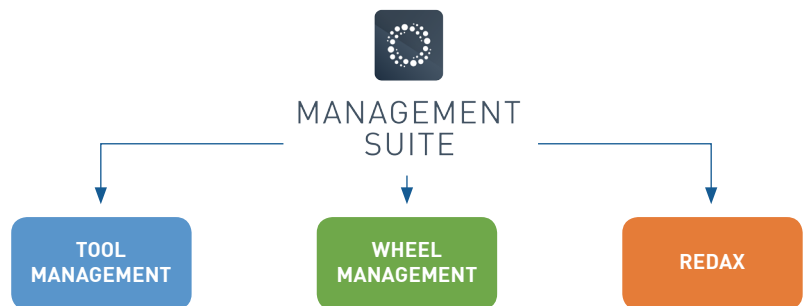 MANAGEMENT
SUITE
TOOL
MANAGEMENT
WHEEL
MANAGEMENT
REDAX